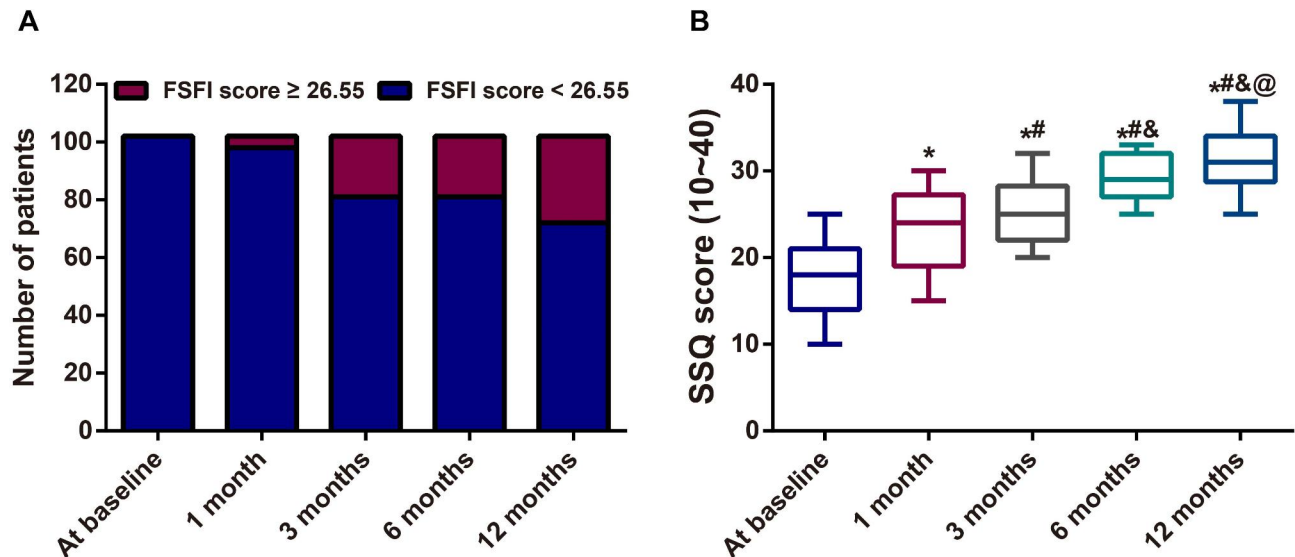 A
Number of patients
120
100
80
60
40
20
0
FSFI score ≥ 26.55
FSFI score < 26.55
At baseline
1 month
3 months
6 months
12 months
B
SSQ score (10~40)
40
30
20
10
0
*
*#
*#&
*#&@
At baseline
1 month
3 months
6 months
12 months